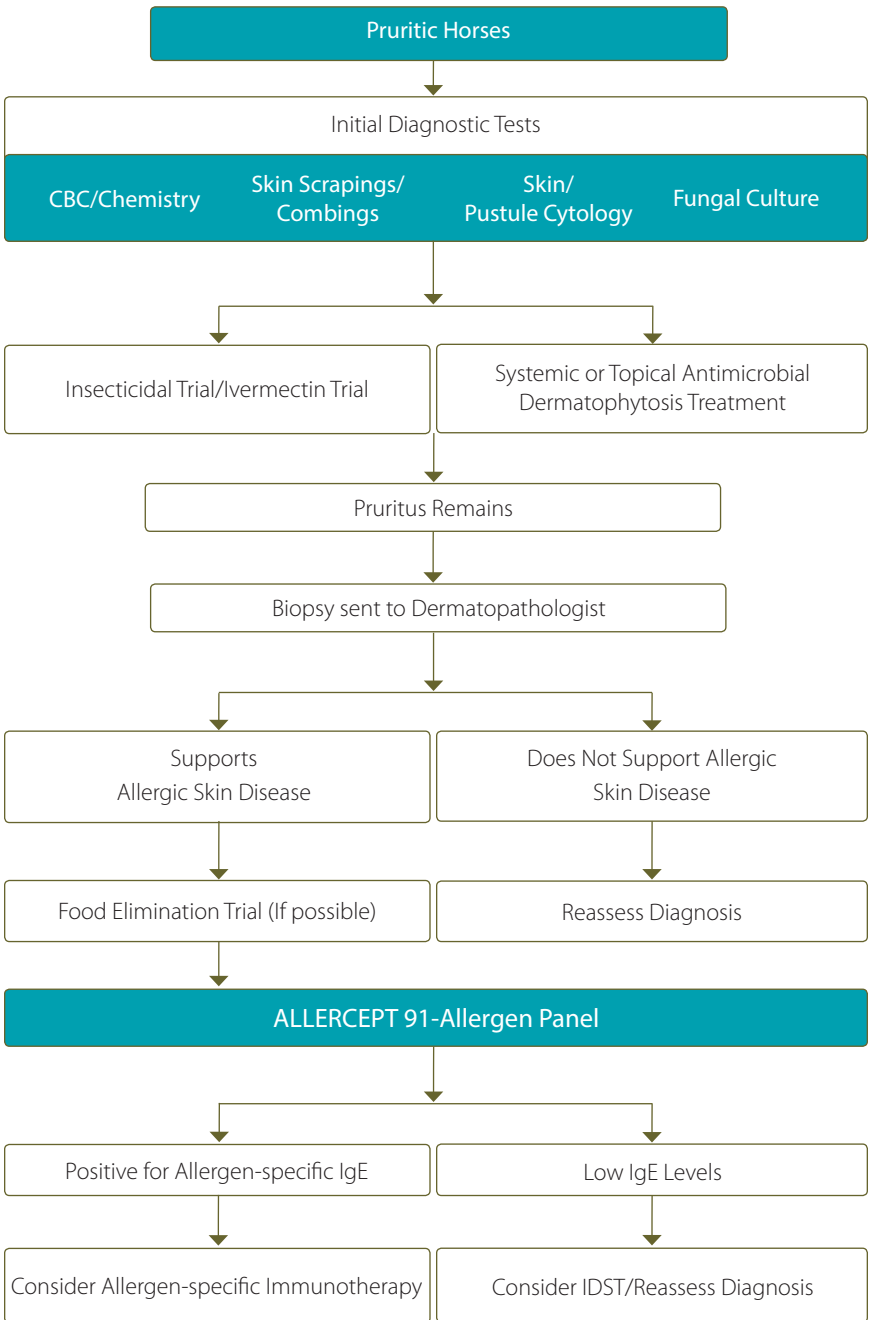 Pruritic Horses
Initial Diagnostic Tests
CBC/Chemistry
Skin Scrapings/
Combings
Skin/
Pustule Cytology
Fungal Culture
Insecticidal Trial/Ivermectin Trial
Systemic or Topical Antimicrobial
Dermatophytosis Treatment
Pruritus Remains
Biopsy sent to Dermatopathologist
Supports
Allergic Skin Disease
Does Not Support Allergic
Skin Disease
Food Elimination Trial (If possible)
Reassess Diagnosis
ALLERCEPT 91-Allergen Panel
Positive for Allergen-specific IgE
Low IgE Levels
Consider Allergen-specific Immunotherapy
Consider IDST/Reassess Diagnosis